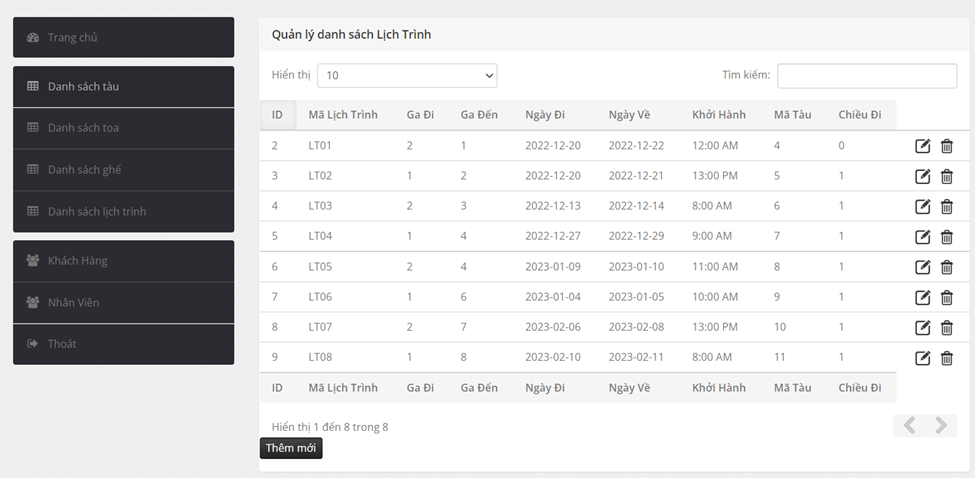 Trang chủ
Danh sách tàu
Danh sách toa
Danh sách ghế
Danh sách lịch trình
Khách Hàng
Nhân Viên
Thoát
Quản lý danh sách Lịch Trình
Hiển thị 10 Tìm kiếm:
ID Mã Lịch Trình Ga Đi Ga Đến Ngày Đi Ngày Về Khởi Hành Mã Tàu Chiều Đi
2 LT01 2 1 2022-12-20 2022-12-22 12:00 AM 4 0
3 LT02 1 2 2022-12-20 2022-12-21 13:00 PM 5 1
4 LT03 2 3 2022-12-13 2022-12-14 8:00 AM 6 1
5 LT04 1 4 2022-12-27 2022-12-29 9:00 AM 7 1
6 LT05 2 4 2023-01-09 2023-01-10 11:00 AM 8 1
7 LT06 1 6 2023-01-04 2023-01-05 10:00 AM 9 1
8 LT07 2 7 2023-02-06 2023-02-08 13:00 PM 10 1
9 LT08 1 8 2023-02-10 2023-02-11 8:00 AM 11 1
ID Mã Lịch Trình Ga Đi Ga Đến Ngày Đi Ngày Về Khởi Hành Mã Tàu Chiều Đi
Hiển thị 1 đến 8 trong 8
Thêm mới